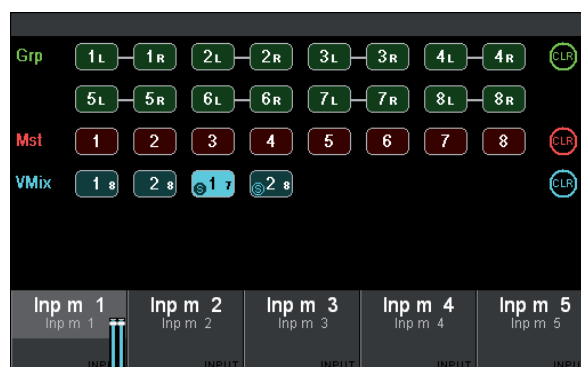 Grp 1L 1R 2L 2R 3L 3R 4L 4R CLR
5L 5R 6L 6R 7L 7R 8L 8R
Mst 1 2 3 4 5 6 7 8 CLR
VMix 1 8 2 8 S 1 7 S 2 8 CLR
Inp m 1 Inp m 2 Inp m 3 Inp m 4 Inp m 5
Inp m 1 Inp m 2 Inp m 3 Inp m 4 Inp m 5
INPUT INPUT INPUT